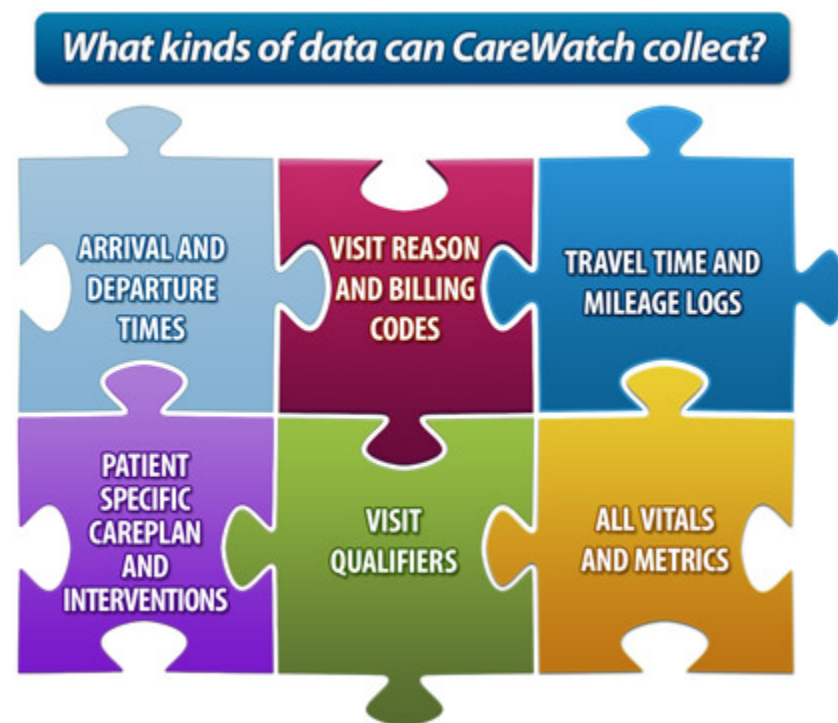 What kinds of data can CareWatch collect?
ARRIVAL AND
DEPARTURE
TIMES
VISIT REASON
AND BILLING
CODES
TRAVEL TIME AND
MILEAGE LOGS
PATIENT
SPECIFIC
CAREPLAN
AND
INTERVENTIONS
VISIT
QUALIFIERS
ALL VITALS
AND METRICS